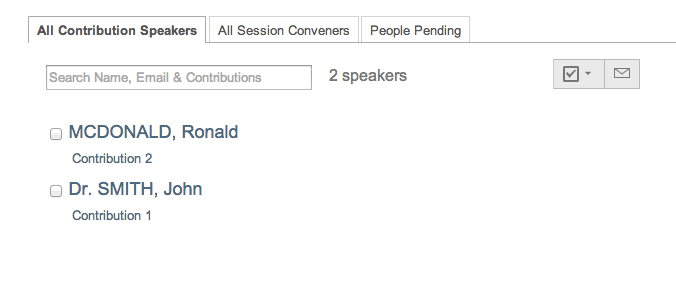 All Contribution Speakers All Session Conveners People Pending
Search Name, Email & Contributions 2 speakers
MCDONALD, Ronald
Contribution 2
Dr. SMITH, John
Contribution 1